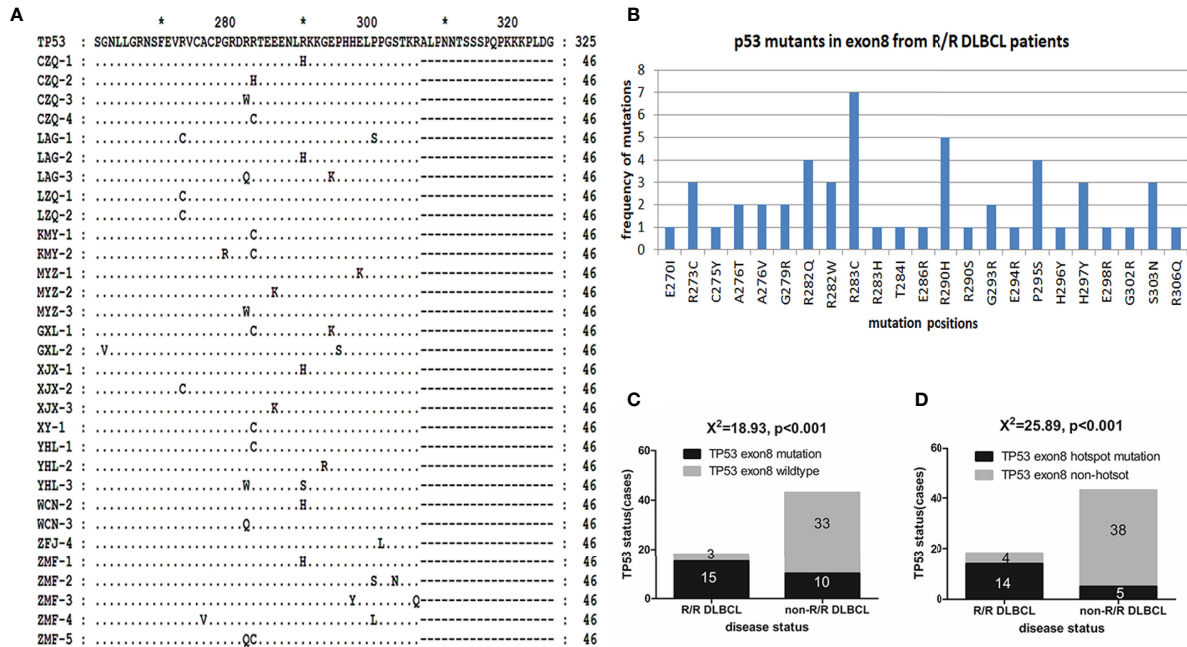 A
* 280 * 300 * 320
TP53 : SGNLLGRNSFEVRVCACPGRDRRTEEENLRKKGEPHHELPPGSTKRALPNNTSSSPQPKKKPLDG : 325
CZQ-1 : .............................H................------------------- : 46
CZQ-2 : ......................H.......................------------------- : 46
CZQ-3 : .....................W........................------------------- : 46
CZQ-4 : ......................C.......................------------------- : 46
LAG-1 : ............C..........................S......------------------- : 46
LAG-2 : .............................H................------------------- : 46
LAG-3 : .....................Q...........E............------------------- : 46
LZQ-1 : ............C.................................------------------- : 46
LZQ-2 : ............C.................................------------------- : 46
KMY-1 : ......................C.......................------------------- : 46
KMY-2 : ..................R...C.......................------------------- : 46
MYZ-1 : .....................................K........------------------- : 46
MYZ-2 : .........................K....................------------------- : 46
MYZ-3 : .....................W........................------------------- : 46
GXL-1 : ......................C..........K............------------------- : 46
GXL-2 : .V................................S...........------------------- : 46
XJX-1 : .............................H................------------------- : 46
XJX-2 : ............C.................................------------------- : 46
XJX-3 : .........................K....................------------------- : 46
XY-1 : ......................C.......................------------------- : 46
YHL-1 : ......................C.......................------------------- : 46
YHL-2 : ................................R.............------------------- : 46
YHL-3 : .....................W.......S................------------------- : 46
WCN-2 : .............................H................------------------- : 46
WCN-3 : .....................Q........................------------------- : 46
ZFJ-4 : ........................................L.....------------------- : 46
ZMF-1 : .............................H................------------------- : 46
ZMF-2 : .......................................S..N...------------------- : 46
ZMF-3 : ....................................Y........Q------------------- : 46
ZMF-4 : ...............V.......................L......------------------- : 46
ZMF-5 : .....................QC.......................------------------- : 46
B
p53 mutants in exon8 from R/R DLBCL patients
frequency of mutations
8
7
6
5
4
3
2
1
0
E270I R273C C275Y A276T A276V G279R R282Q R282W R283C R283H T284I E286R R290H R290S G293R E294R P295S H296Y H297Y E298R G302R S303N R306Q
mutation pcsitions
C
X²=18.93, p<0.001
TP53 status(cases)
60
40
20
0
TP53 exon8 mutation
TP53 exon8 wildtype
3
15
33
10
R/R DLBCL non-R/R DLBCL
disease status
D
X²=25.89, p<0.001
TP53 status(cases)
60
40
20
0
TP53 exon8 hotspot mutation
TP53 exon8 non-hotsot
4
14
38
5
R/R DLBCL non-R/R DLBCL
disease status